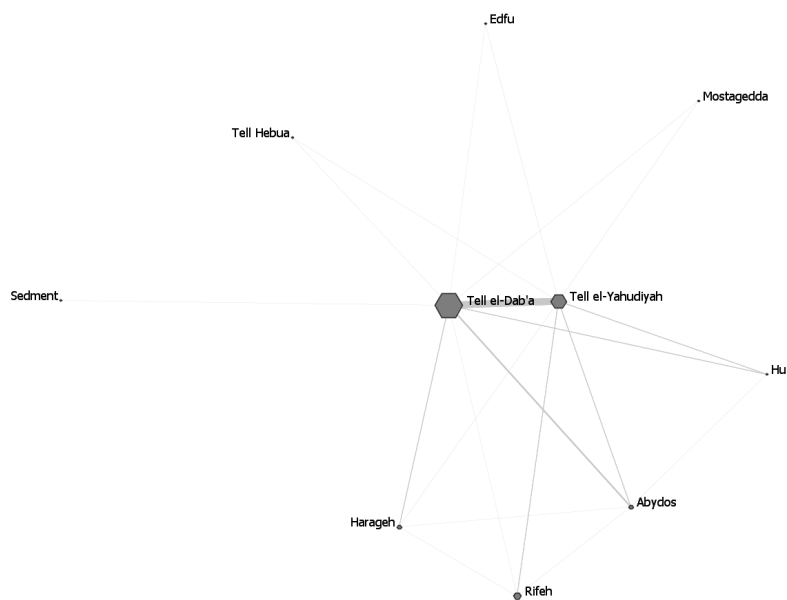 Edfu
Mostagedda
Tell Hebua
Sedment
Tell el-Dab'a
Tell el-Yahudiyah
Hu
Abydos
Harageh
Rifeh